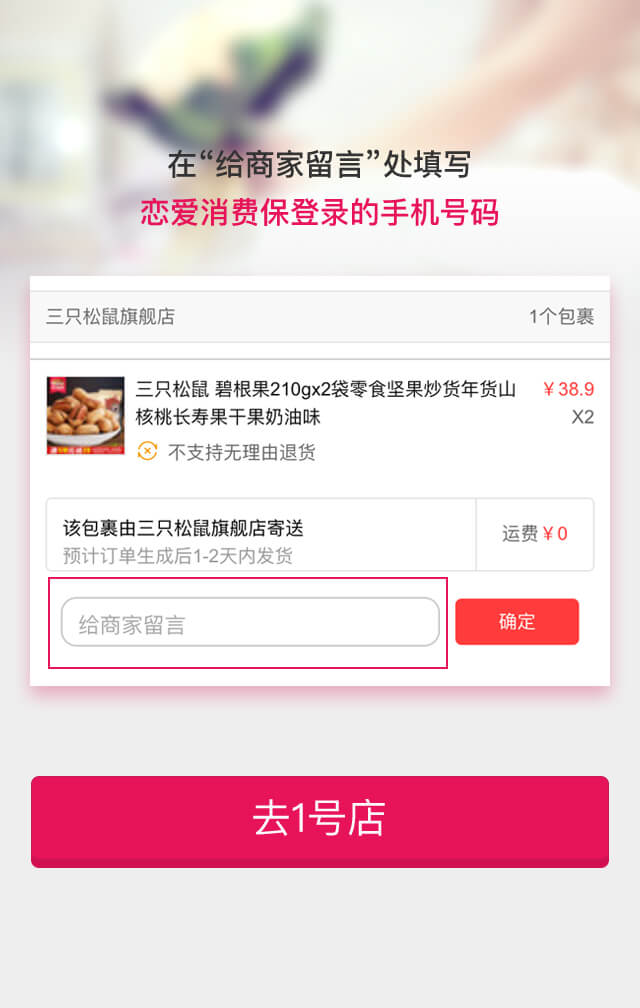 在“给商家留言”处填写
恋爱消费保登录的手机号码
三只松鼠旗舰店 1个包裹
三只松鼠 碧根果210gx2袋零食坚果炒货年货山 ¥38.9
核桃长寿果干果奶油味 X2
不支持无理由退货
该包裹由三只松鼠旗舰店寄送
预计订单生成后1-2天内发货
运费¥0
给商家留言
确定
去1号店